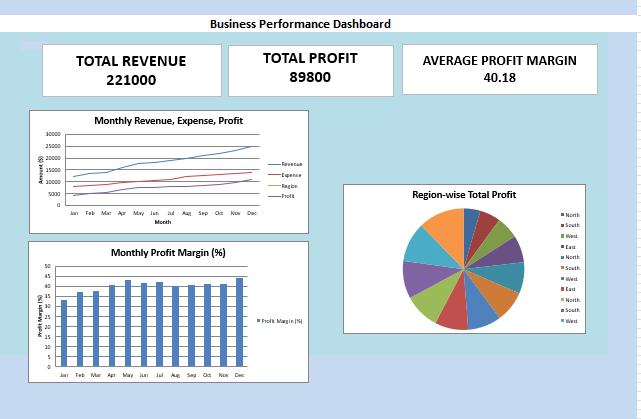 Business Performance Dashboard
TOTAL REVENUE
221000
TOTAL PROFIT
89800
AVERAGE PROFIT MARGIN
40.18
Monthly Revenue, Expense, Profit
Amount ($)
30000
25000
20000
15000
10000
5000
0
Jan Feb Mar Apr May Jun Jul Aug Sep Oct Nov Dec
Month
Revenue
Expense
Region
Profit
Region-wise Total Profit
North
South
West
East
North
South
West
East
North
South
West
Monthly Profit Margin (%)
Profit Margin (%)
50
45
40
35
30
25
20
15
10
5
0
Jan Feb Mar Apr May Jun Jul Aug Sep Oct Nov Dec
Profit Margin (%)